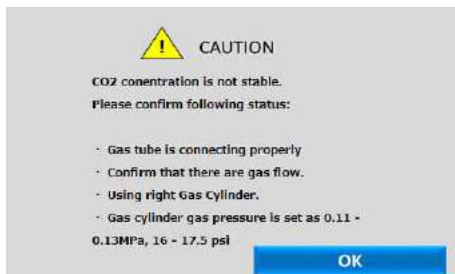 CAUTION
CO2 conentration is not stable.
Please confirm following status:
· Gas tube is connecting properly
· Confirm that there are gas flow.
· Using right Gas Cylinder.
· Gas cylinder gas pressure is set as 0.11 -
0.13MPa, 16 - 17.5 psi
OK